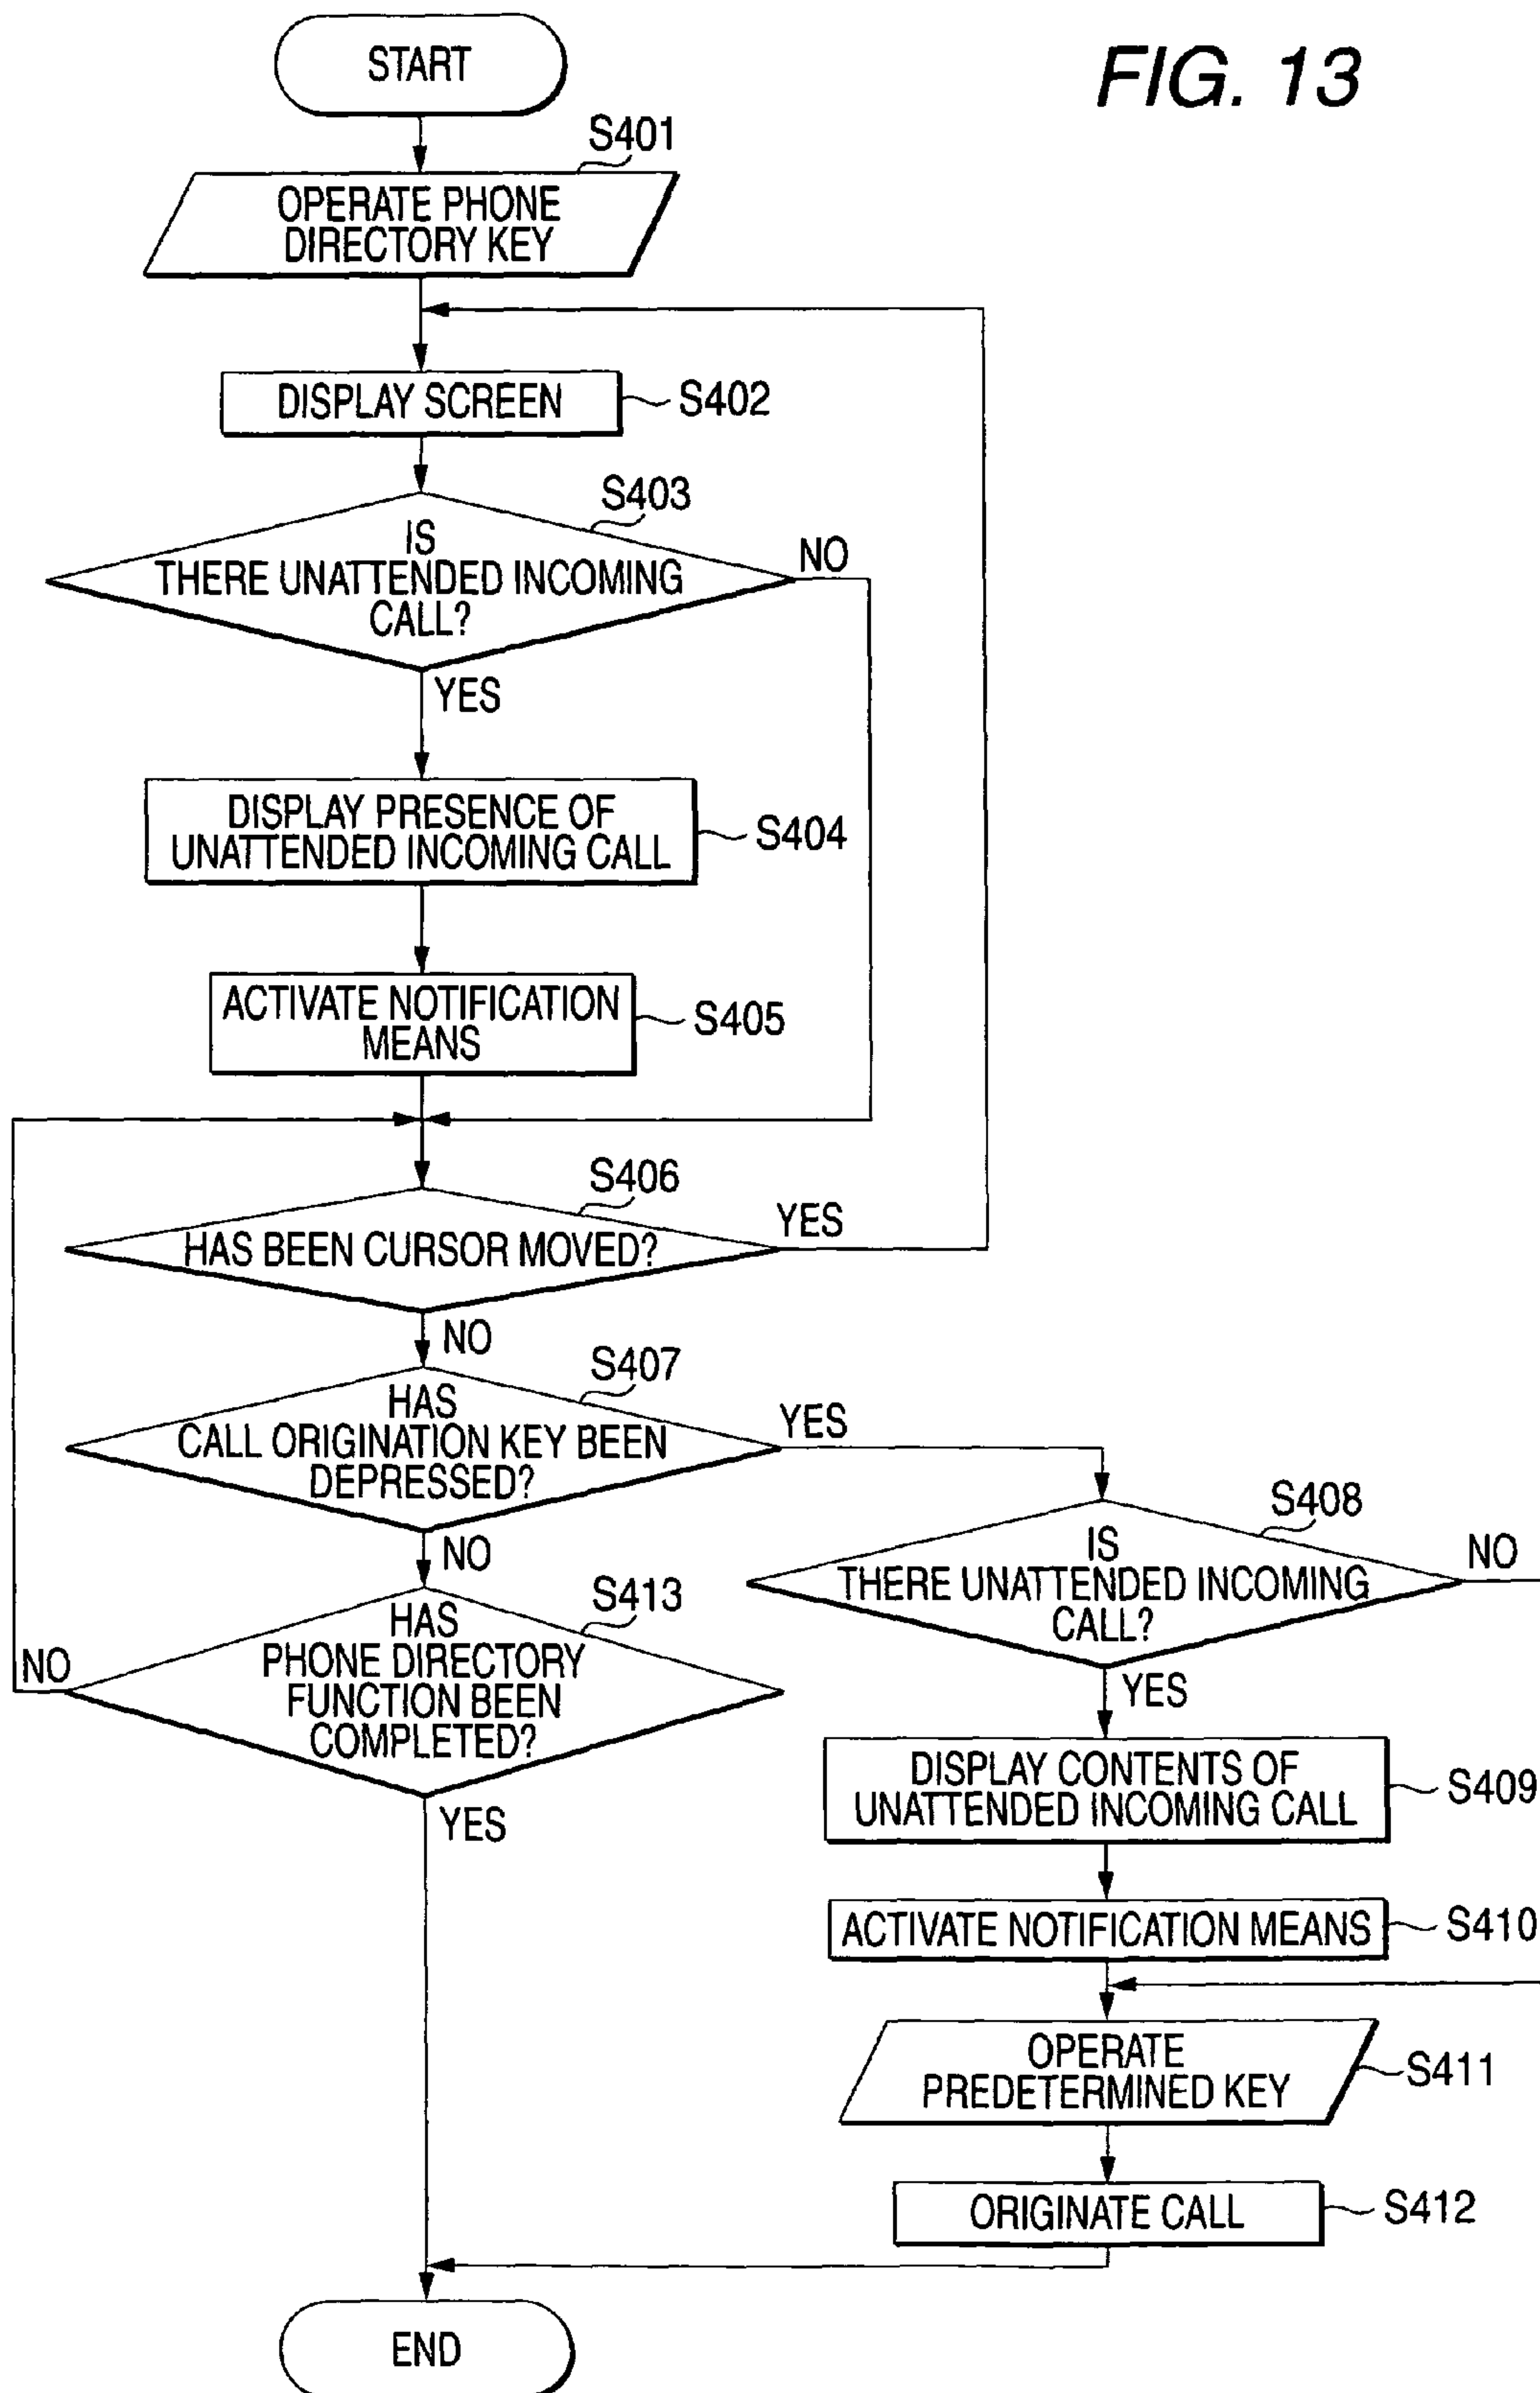 FIG. 13
START
S401
OPERATE PHONE
DIRECTORY KEY
DISPLAY SCREEN
S402
S403
IS
THERE UNATTENDED INCOMING
CALL?
NO
YES
DISPLAY PRESENCE OF
UNATTENDED INCOMING CALL
S404
ACTIVATE NOTIFICATION
MEANS
S405
S406
HAS BEEN CURSOR MOVED?
YES
NO
S407
HAS
CALL ORIGINATION KEY BEEN
DEPRESSED?
YES
NO
S413
HAS
PHONE DIRECTORY
FUNCTION BEEN
COMPLETED?
NO
YES
S408
IS
THERE UNATTENDED INCOMING
CALL?
NO
YES
DISPLAY CONTENTS OF
UNATTENDED INCOMING CALL
S409
ACTIVATE NOTIFICATION MEANS
S410
OPERATE
PREDETERMINED KEY
S411
ORIGINATE CALL
S412
END